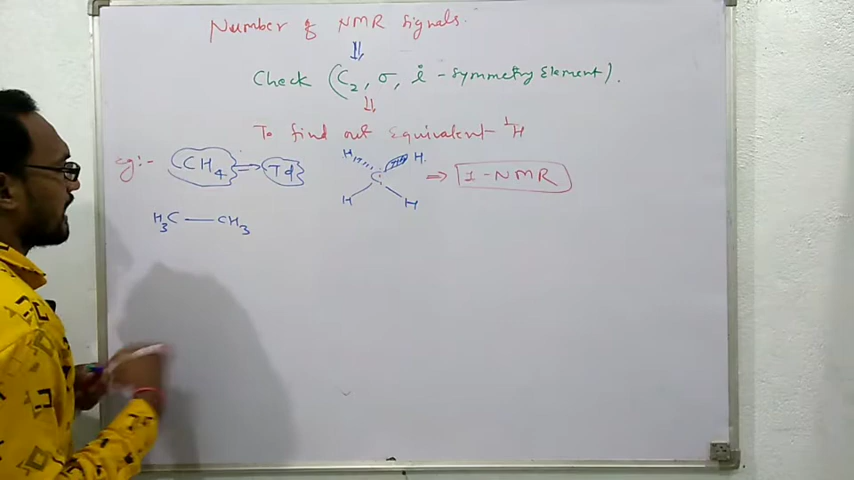 Number of NMR Signals.
⇓
Check (C2, σ, i - Symmetry Element).
⇓
To find out equivalent 1H
eg:- CH4 ⇒ Td H H. C H H ⇒ 1-NMR
H3C — CH3